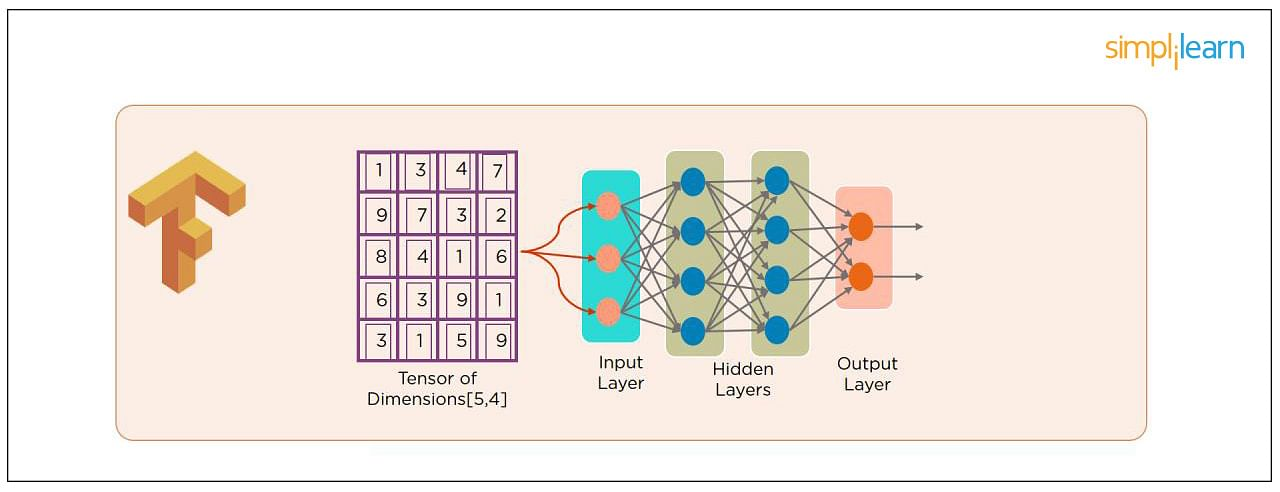 simplilearn
1 3 4 7
9 7 3 2
8 4 1 6
6 3 9 1
3 1 5 9
Tensor of
Dimensions[5,4]
Input
Layer
Hidden
Layers
Output
Layer